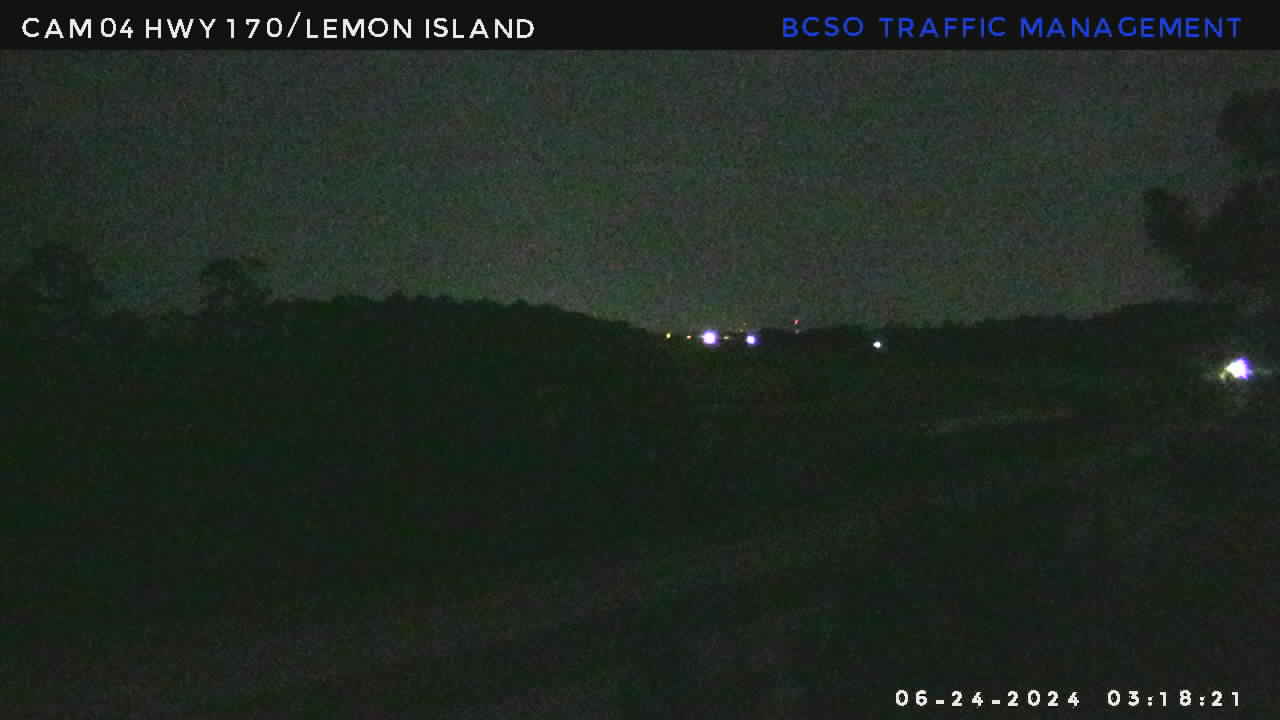 CAM04 HWY 170/LEMON ISLAND
BCSO TRAFFIC MANAGEMENT
06-24-2024 03:18:21